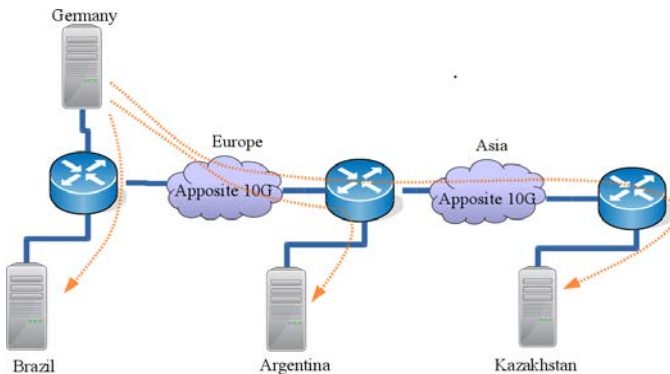 Germany
Europe
Asia
Apposite 10G
Apposite 10G
Brazil
Argentina
Kazakhstan